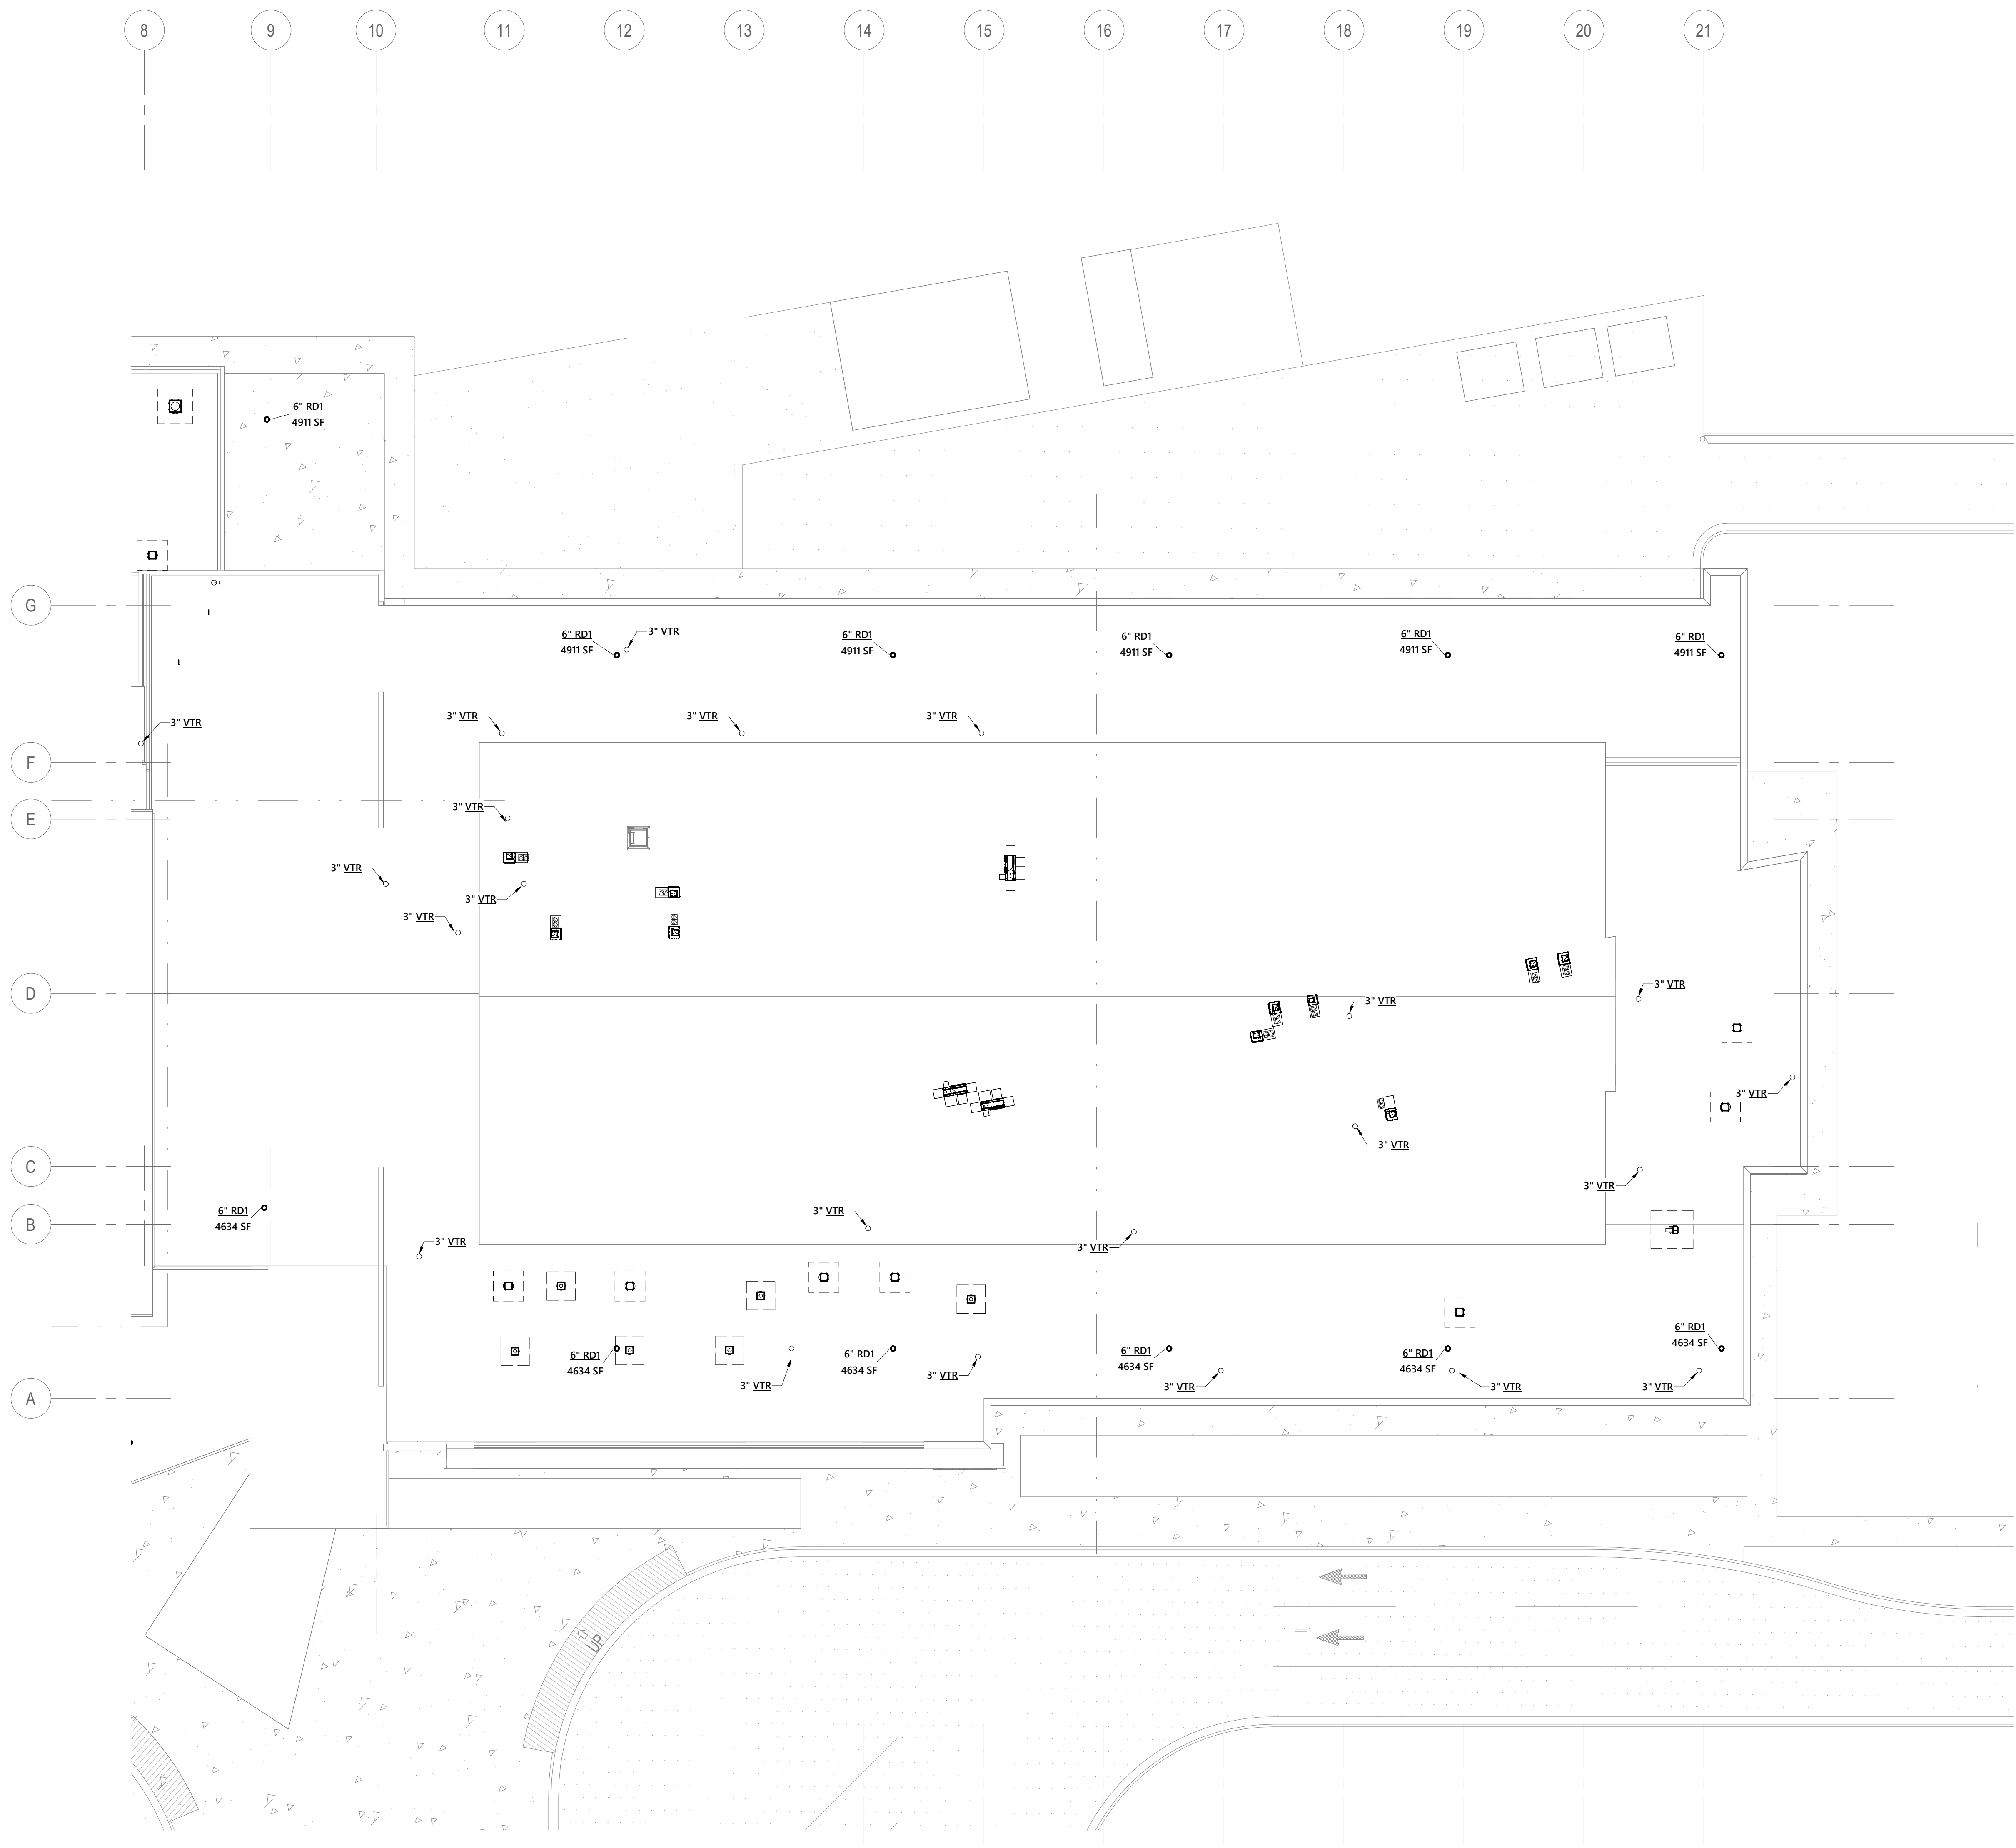 8
9
10
11
12
13
14
15
16
17
18
19
20
21
6" RD1
4911 SF
G
6" RD1
4911 SF
3" VTR
6" RD1
4911 SF
6" RD1
4911 SF
6" RD1
4911 SF
6" RD1
4911 SF
3" VTR
3" VTR
3" VTR
3" VTR
F
3" VTR
E
3" VTR
3" VTR
3" VTR
D
3" VTR
3" VTR
3" VTR
3" VTR
C
3" VTR
6" RD1
4634 SF
3" VTR
B
3" VTR
3" VTR
6" RD1
4634 SF
6" RD1
4634 SF
6" RD1
4634 SF
6" RD1
4634 SF
6" RD1
4634 SF
3" VTR
3" VTR
3" VTR
3" VTR
3" VTR
A
UP